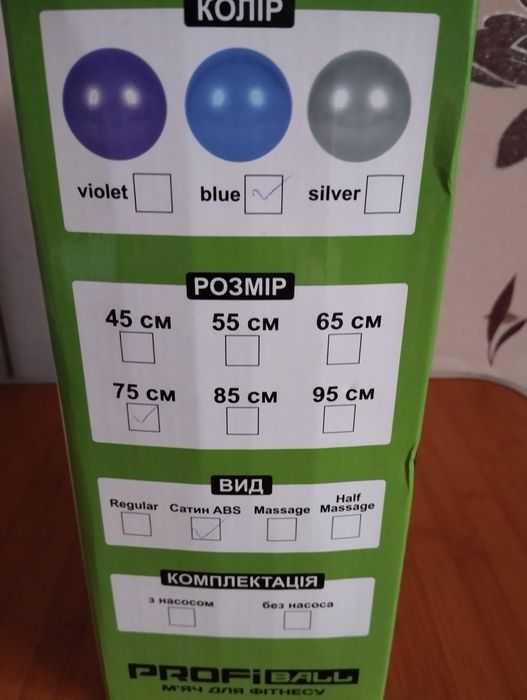 КОЛІР
violet blue silver
РОЗМІР
45 см 55 см 65 см
75 см 85 см 95 см
ВИД
Regular Сатин ABS Massage Half Massage
КОМПЛЕКТАЦІЯ
з насосом без насоса
PROFIBALL
М'ЯЧ ДЛЯ ФІТНЕСУ